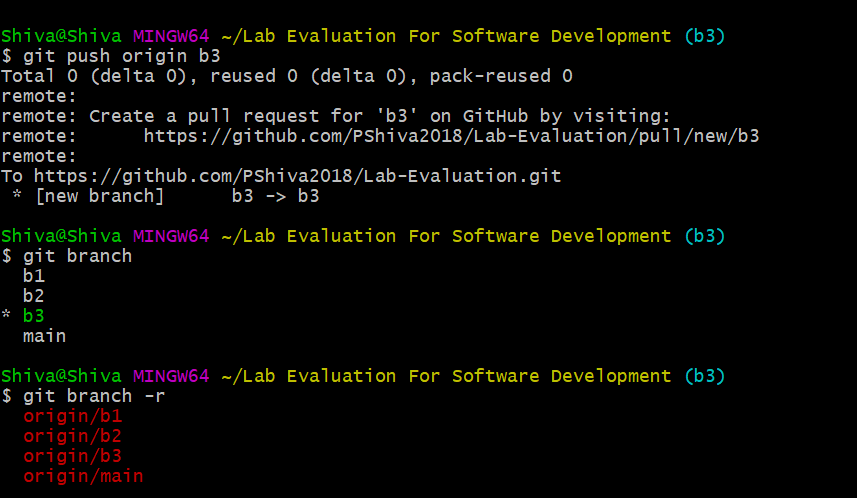 Shiva@Shiva MINGW64 ~/Lab Evaluation For Software Development (b3)
$ git push origin b3
Total 0 (delta 0), reused 0 (delta 0), pack-reused 0
remote:
remote: Create a pull request for 'b3' on GitHub by visiting:
remote:      https://github.com/PShiva2018/Lab-Evaluation/pull/new/b3
remote:
To https://github.com/PShiva2018/Lab-Evaluation.git
 * [new branch]      b3 -> b3
Shiva@Shiva MINGW64 ~/Lab Evaluation For Software Development (b3)
$ git branch
  b1
  b2
* b3
  main
Shiva@Shiva MINGW64 ~/Lab Evaluation For Software Development (b3)
$ git branch -r
  origin/b1
  origin/b2
  origin/b3
  origin/main